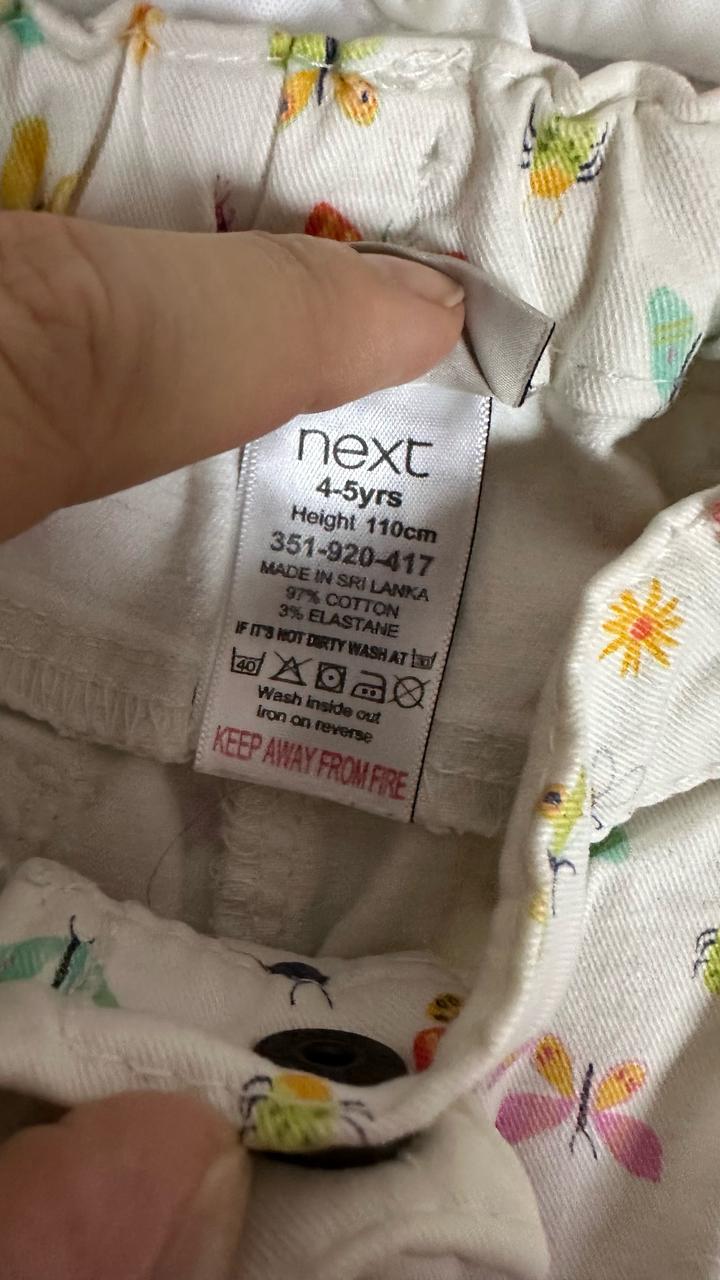 next
4-5yrs
Height 110cm
351-920-417
MADE IN SRI LANKA
97% COTTON
3% ELASTANE
IF IT'S NOT DIRTY WASH AT 30
40
Wash inside out
Iron on reverse
KEEP AWAY FROM FIRE